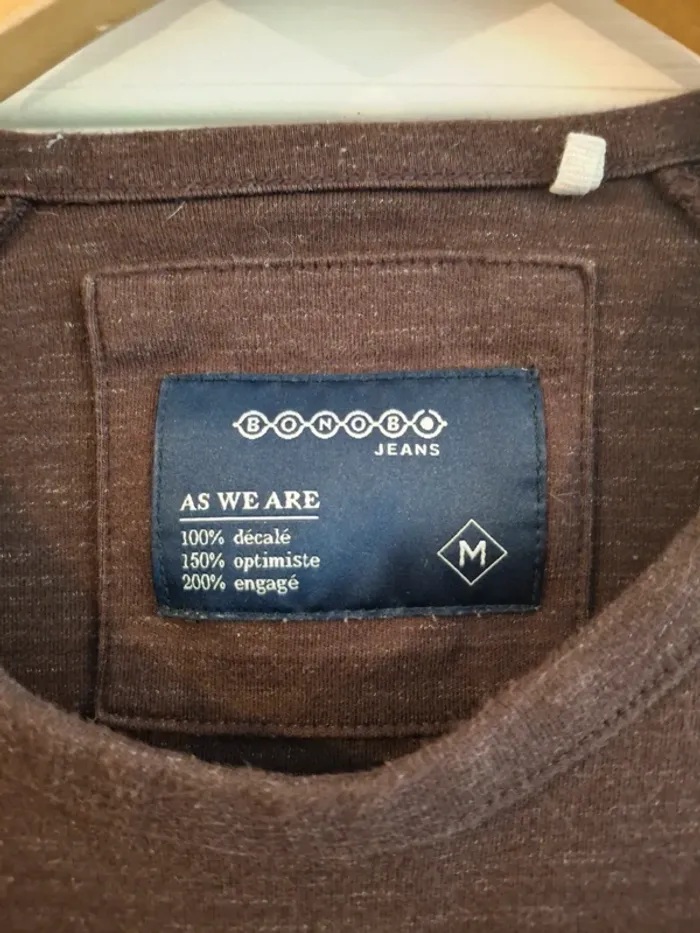 BONOBO
JEANS
AS WE ARE
100% décalé
150% optimiste
200% engagé
M